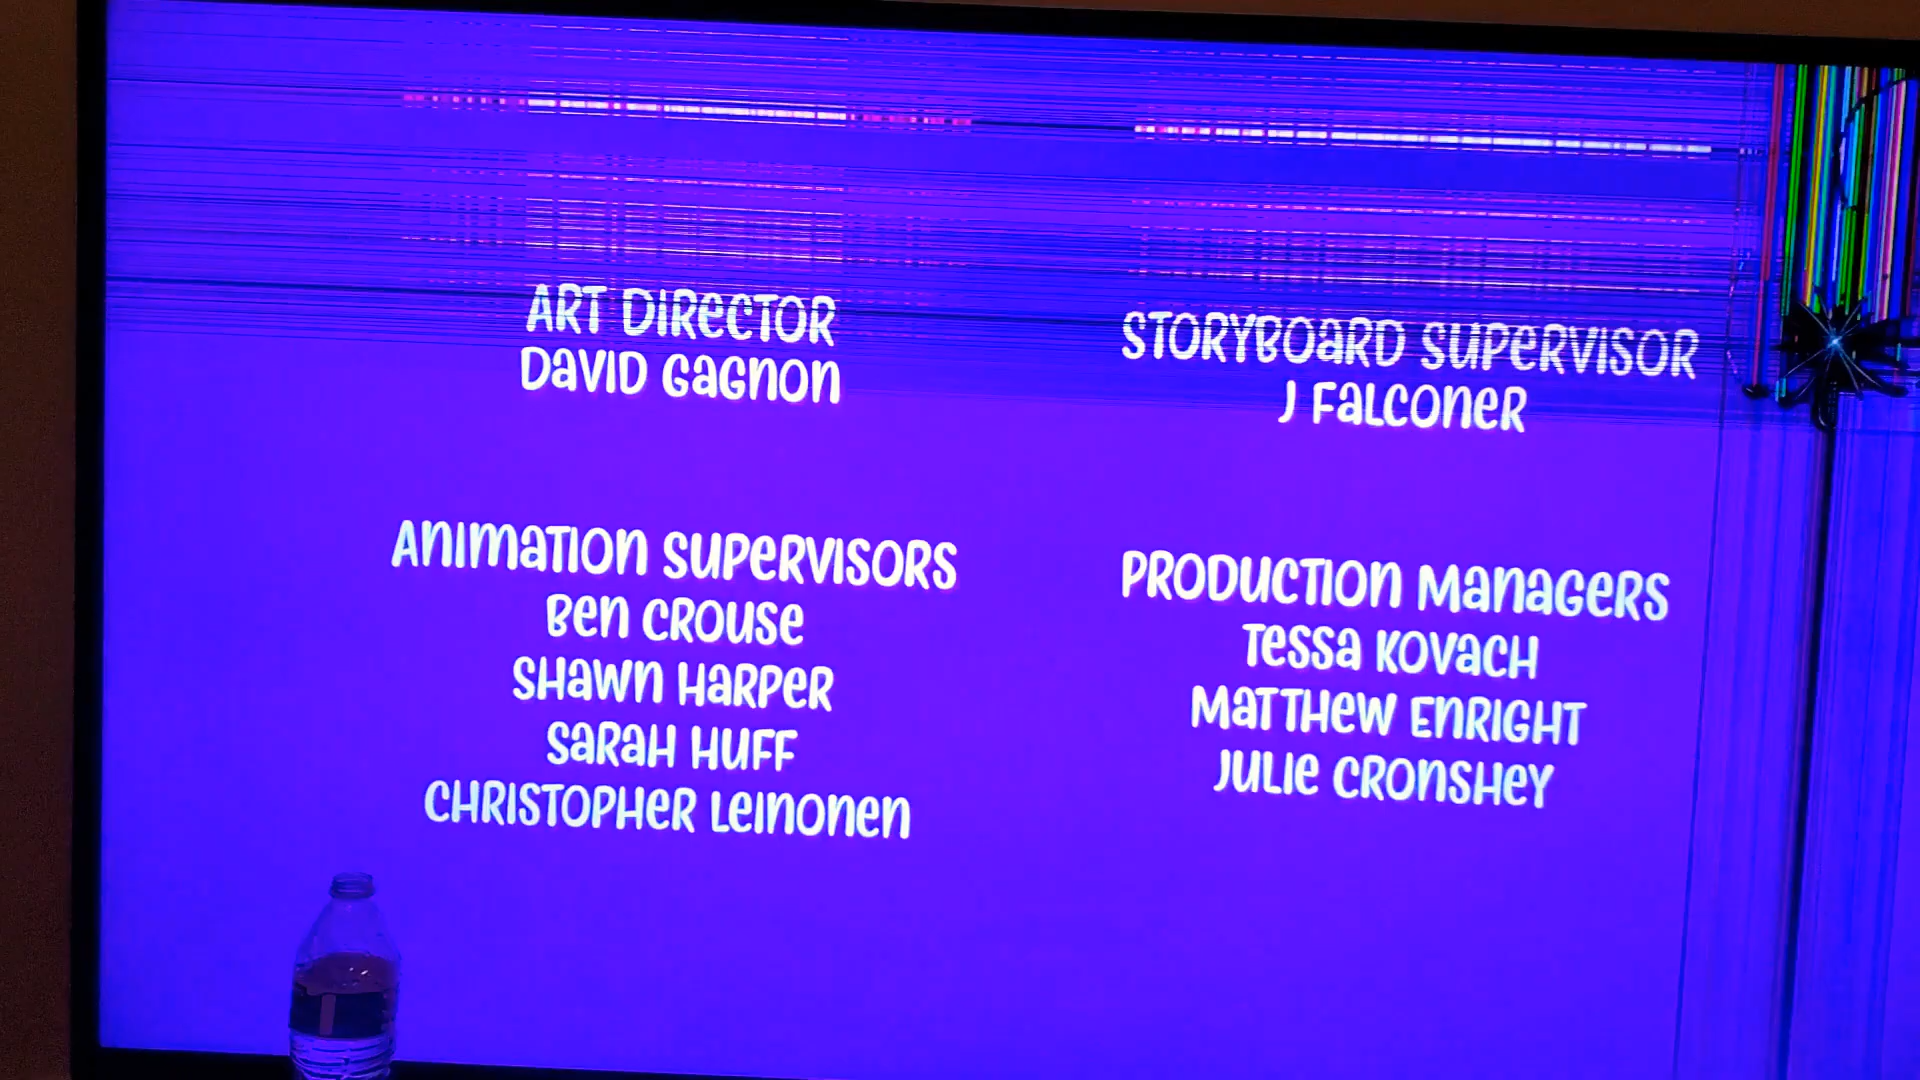 ART DIRECTOR
DAVID GAGNON
STORYBOARD SUPERVISOR
J FALCONER
ANIMATION SUPERVISORS
BEN CROUSE
SHAWN HARPER
SARAH HUFF
CHRISTOPHER LEINONEN
PRODUCTION MANAGERS
TESSA KOVACH
MATTHEW ENRIGHT
JULIE CRONSHEY